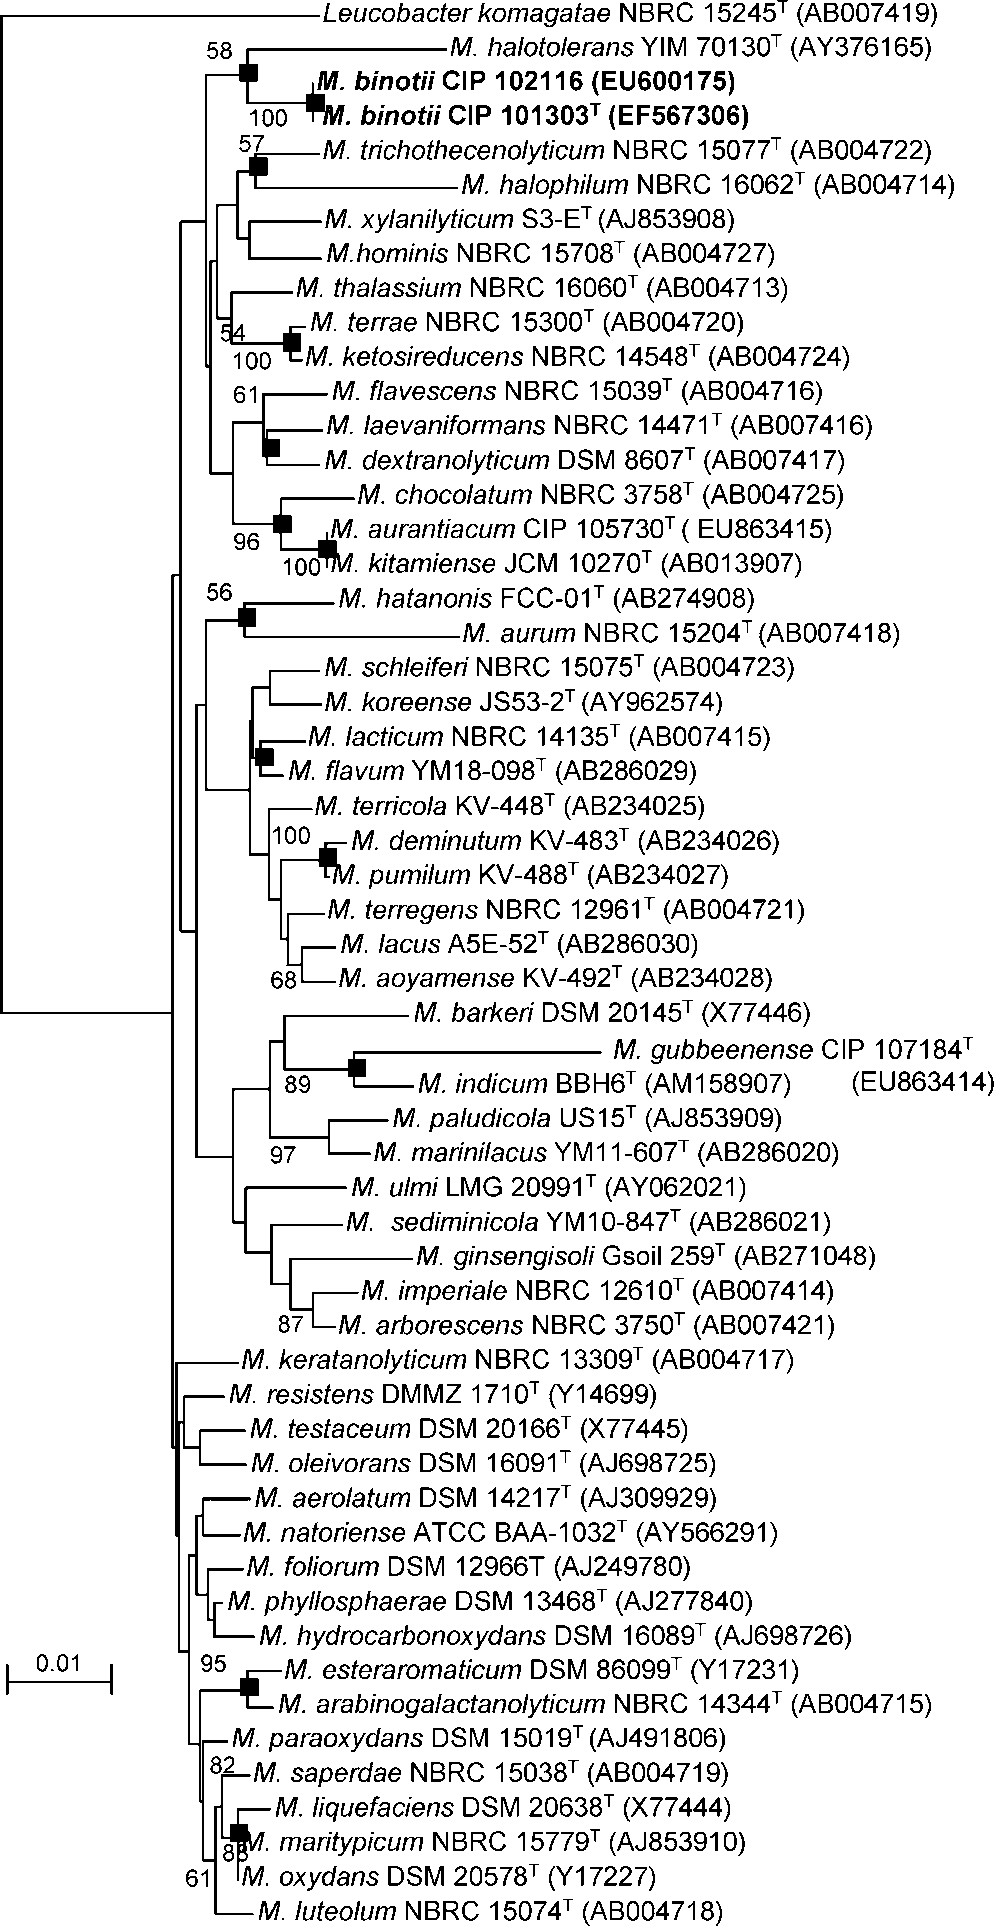 Leucobacter komagatae NBRC 15245ᵀ (AB007419)
58
M. halotolerans YIM 70130ᵀ (AY376165)
M. binotii CIP 102116 (EU600175)
100
M. binotii CIP 101303ᵀ (EF567306)
57
M. trichothecenolyticum NBRC 15077ᵀ (AB004722)
M. halophilum NBRC 16062ᵀ (AB004714)
M. xylanilyticum S3-Eᵀ (AJ853908)
M.hominis NBRC 15708ᵀ (AB004727)
M. thalassium NBRC 16060ᵀ (AB004713)
54
M. terrae NBRC 15300ᵀ (AB004720)
100
M. ketosireducens NBRC 14548ᵀ (AB004724)
61
M. flavescens NBRC 15039ᵀ (AB004716)
M. laevaniformans NBRC 14471ᵀ (AB007416)
M. dextranolyticum DSM 8607ᵀ (AB007417)
M. chocolatum NBRC 3758ᵀ (AB004725)
96
M. aurantiacum CIP 105730ᵀ ( EU863415)
100
M. kitamiense JCM 10270ᵀ (AB013907)
56
M. hatanonis FCC-01ᵀ (AB274908)
M. aurum NBRC 15204ᵀ (AB007418)
M. schleiferi NBRC 15075ᵀ (AB004723)
M. koreense JS53-2ᵀ (AY962574)
M. lacticum NBRC 14135ᵀ (AB007415)
M. flavum YM18-098ᵀ (AB286029)
M. terricola KV-448ᵀ (AB234025)
100
M. deminutum KV-483ᵀ (AB234026)
M. pumilum KV-488ᵀ (AB234027)
M. terregens NBRC 12961ᵀ (AB004721)
M. lacus A5E-52ᵀ (AB286030)
68
M. aoyamense KV-492ᵀ (AB234028)
M. barkeri DSM 20145ᵀ (X77446)
M. gubbeenense CIP 107184ᵀ
89
M. indicum BBH6ᵀ (AM158907) (EU863414)
M. paludicola US15ᵀ (AJ853909)
97
M. marinilacus YM11-607ᵀ (AB286020)
M. ulmi LMG 20991ᵀ (AY062021)
M. sediminicola YM10-847ᵀ (AB286021)
M. ginsengisoli Gsoil 259ᵀ (AB271048)
M. imperiale NBRC 12610ᵀ (AB007414)
87
M. arborescens NBRC 3750ᵀ (AB007421)
M. keratanolyticum NBRC 13309ᵀ (AB004717)
M. resistens DMMZ 1710ᵀ (Y14699)
M. testaceum DSM 20166ᵀ (X77445)
M. oleivorans DSM 16091ᵀ (AJ698725)
M. aerolatum DSM 14217ᵀ (AJ309929)
M. natoriense ATCC BAA-1032ᵀ (AY566291)
M. foliorum DSM 12966T (AJ249780)
M. phyllosphaerae DSM 13468ᵀ (AJ277840)
M. hydrocarbonoxydans DSM 16089ᵀ (AJ698726)
0.01
95
M. esteraromaticum DSM 86099ᵀ (Y17231)
M. arabinogalactanolyticum NBRC 14344ᵀ (AB004715)
M. paraoxydans DSM 15019ᵀ (AJ491806)
82
M. saperdae NBRC 15038ᵀ (AB004719)
M. liquefaciens DSM 20638ᵀ (X77444)
M. maritypicum NBRC 15779ᵀ (AJ853910)
61
M. oxydans DSM 20578ᵀ (Y17227)
M. luteolum NBRC 15074ᵀ (AB004718)